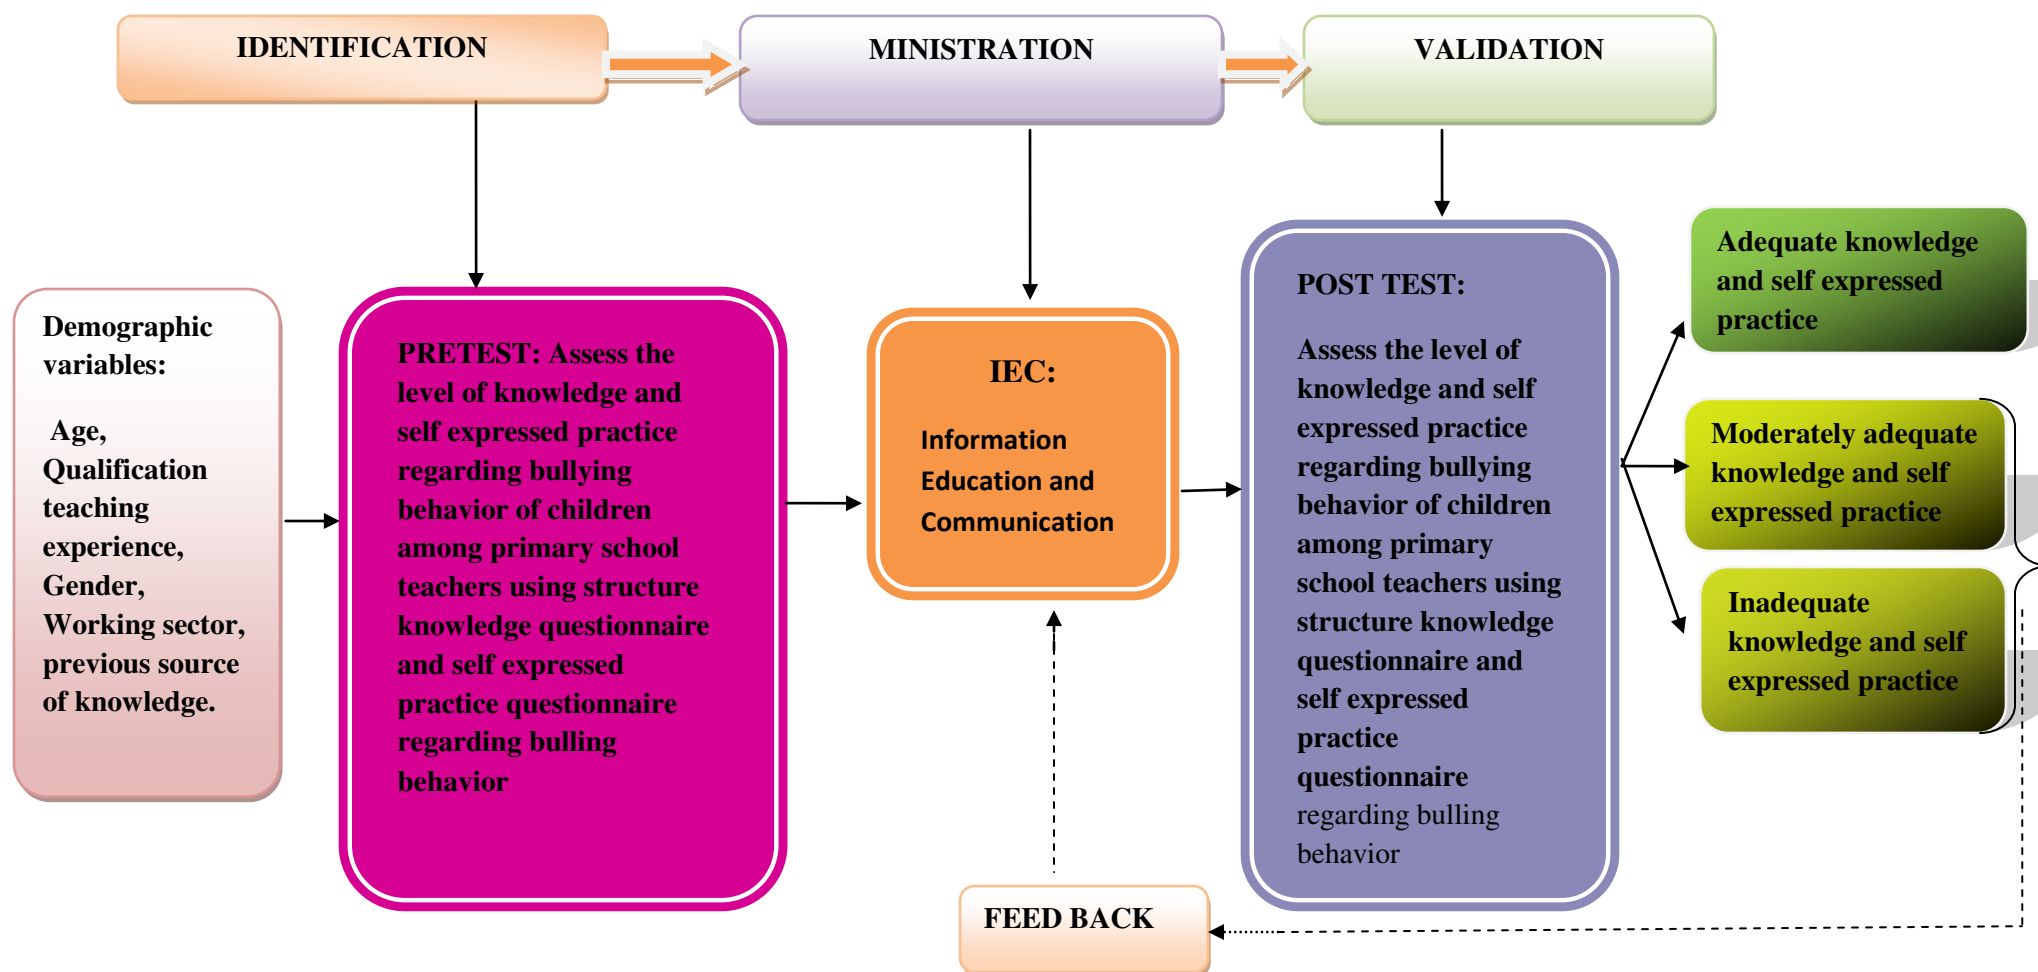 IDENTIFICATION
MINISTRATION
VALIDATION
Demographic
variables:
Age,
Qualification
teaching
experience,
Gender,
Working sector,
previous source
of knowledge.
PRETEST: Assess the
level of knowledge and
self expressed practice
regarding bullying
behavior of children
among primary school
teachers using structure
knowledge questionnaire
and self expressed
practice questionnaire
regarding bulling
behavior
IEC:
Information
Education and
Communication
POST TEST:
Assess the level of
knowledge and self
expressed practice
regarding bullying
behavior of children
among primary
school teachers using
structure knowledge
questionnaire and
self expressed
practice
questionnaire
regarding bulling
behavior
Adequate knowledge
and self expressed
practice
Moderately adequate
knowledge and self
expressed practice
Inadequate
knowledge and self
expressed practice
FEED BACK